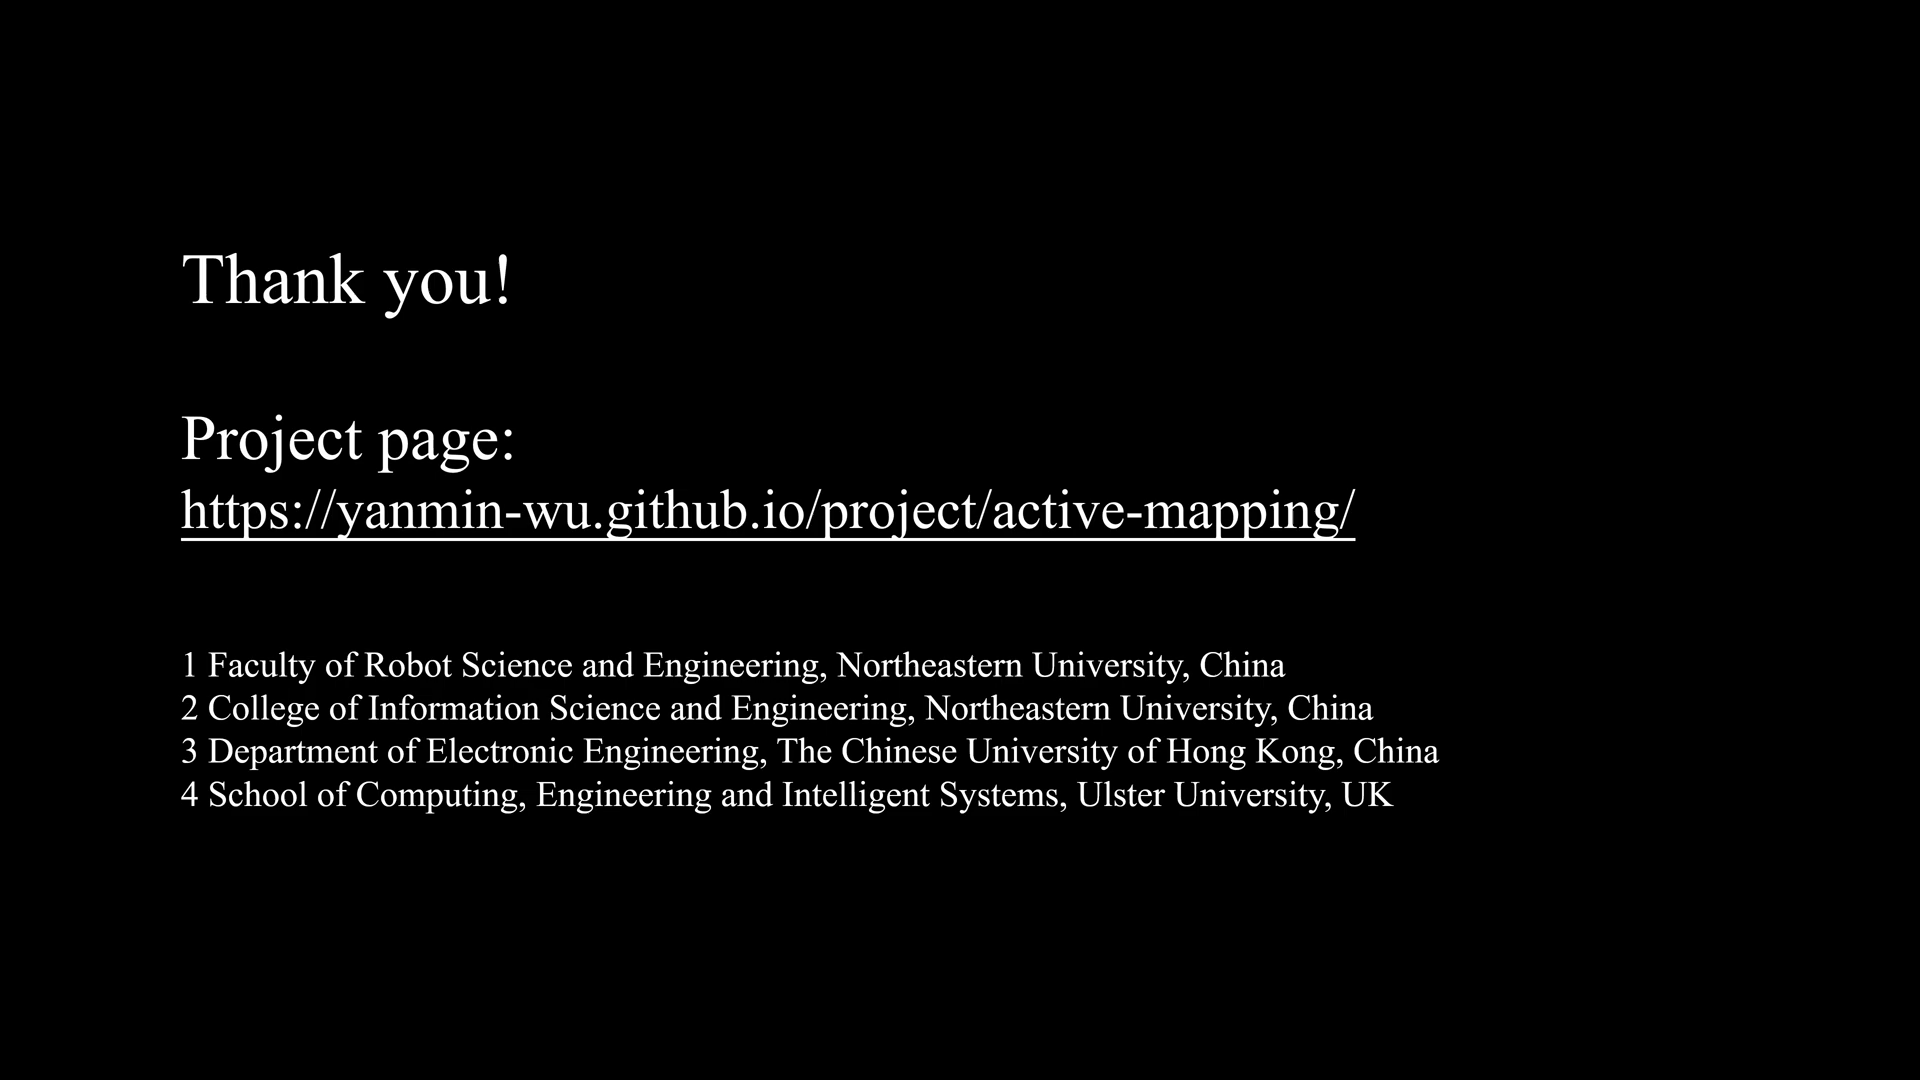 Thank you!
Project page:
https://yanmin-wu.github.io/project/active-mapping/
1 Faculty of Robot Science and Engineering, Northeastern University, China
2 College of Information Science and Engineering, Northeastern University, China
3 Department of Electronic Engineering, The Chinese University of Hong Kong, China
4 School of Computing, Engineering and Intelligent Systems, Ulster University, UK